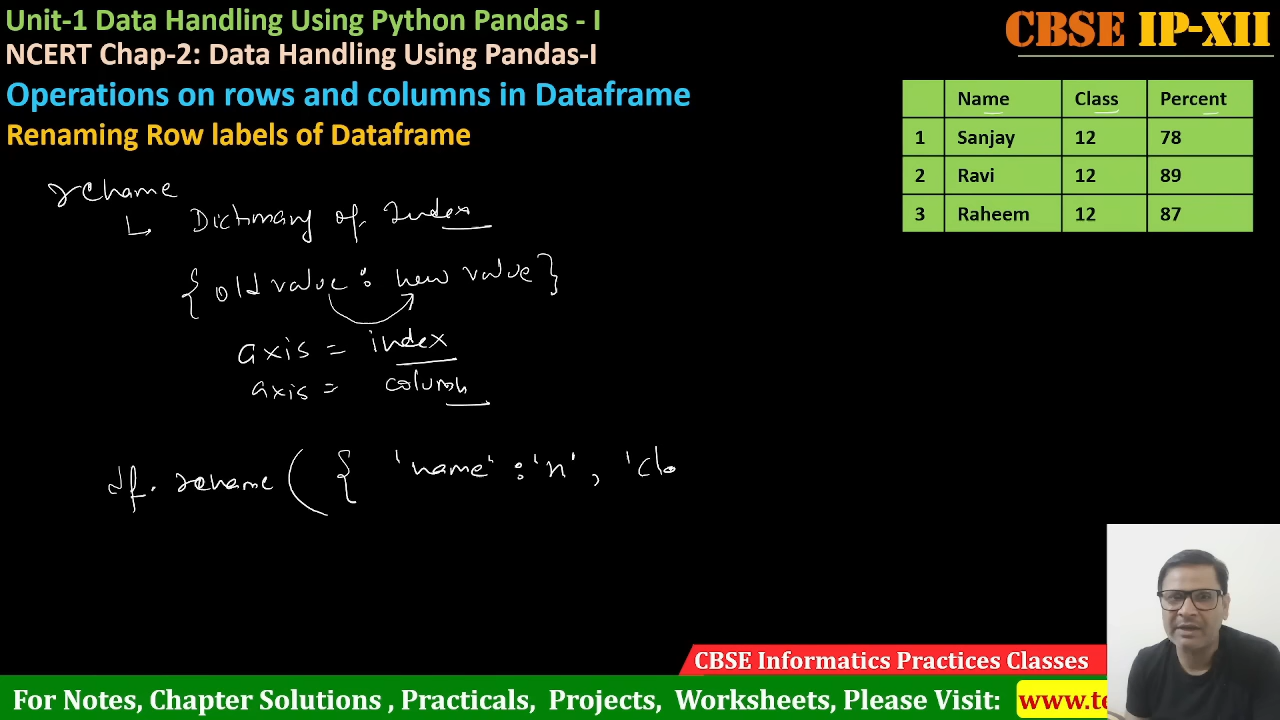 Unit-1 Data Handling Using Python Pandas - I
CBSE IP-XII
NCERT Chap-2: Data Handling Using Pandas-I
Operations on rows and columns in Dataframe
Renaming Row labels of Dataframe
Name Class Percent
1 Sanjay 12 78
2 Ravi 12 89
3 Raheem 12 87
rename
Dictionary of Index
{ old value : new value }
axis = index
axis = column
df. rename ( { 'name' : 'n' , 'cla
CBSE Informatics Practices Classes
For Notes, Chapter Solutions , Practicals, Projects, Worksheets, Please Visit: www.t